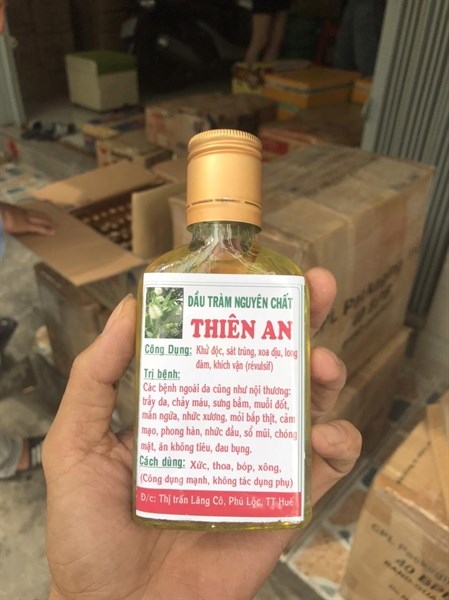 DẦU TRÀM NGUYÊN CHẤT
THIÊN AN
Công Dụng: Khử độc, sát trùng, xoa dịu, long
đàm, khích vận (révulsif)
Trị bệnh:
Các bệnh ngoài da cũng như nội thương:
trầy da, chảy máu, sưng bầm, muỗi đốt,
mẩn ngứa, nhức xương, mỏi bắp thịt, cảm
mạo, phong hàn, nhức đầu, sổ mũi, chóng
mặt, ăn không tiêu, đau bụng.
Cách dùng: Xức, thoa, bóp, xông,
(Công dụng mạnh, không tác dụng phụ)
Đ/c: Thị trấn Lăng Cô, Phú Lộc, TT Huế